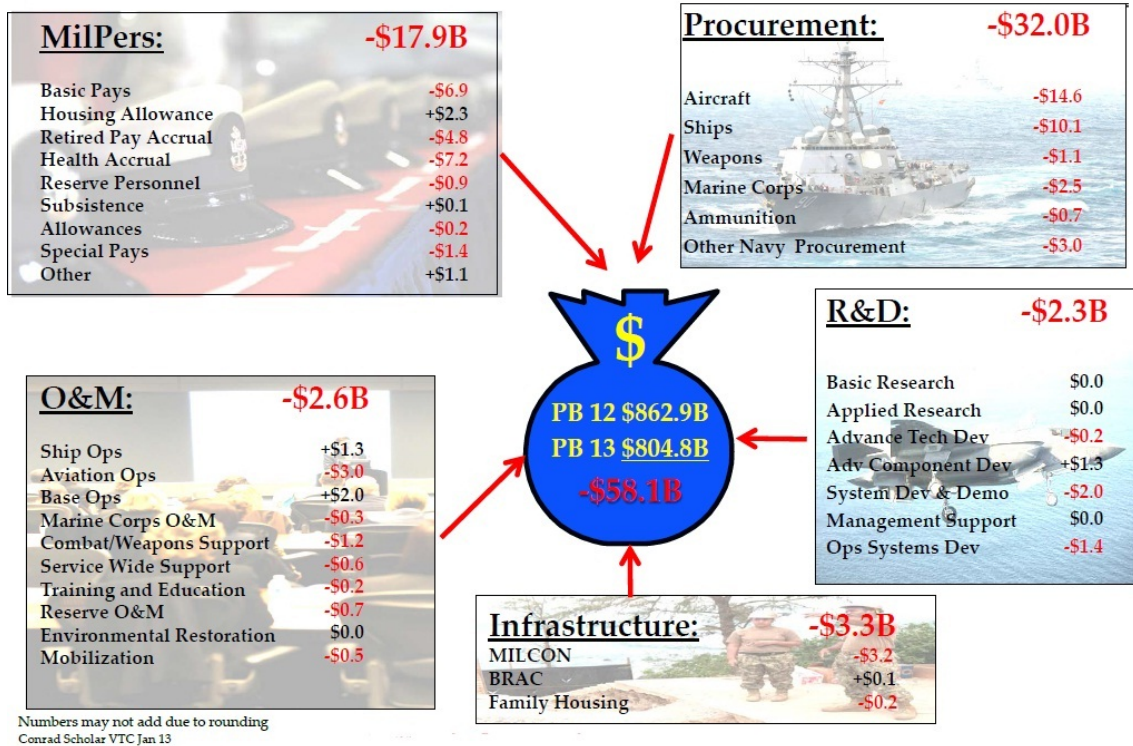 MilPers: -$17.9B
Basic Pays -$6.9
Housing Allowance +$2.3
Retired Pay Accrual -$4.8
Health Accrual -$7.2
Reserve Personnel -$0.9
Subsistence +$0.1
Allowances -$0.2
Special Pays -$1.4
Other +$1.1
Procurement: -$32.0B
Aircraft -$14.6
Ships -$10.1
Weapons -$1.1
Marine Corps -$2.5
Ammunition -$0.7
Other Navy Procurement -$3.0
$
PB 12 $862.9B
PB 13 $804.8B
-$58.1B
R&D: -$2.3B
Basic Research $0.0
Applied Research $0.0
Advance Tech Dev -$0.2
Adv Component Dev +$1.3
System Dev & Demo -$2.0
Management Support $0.0
Ops Systems Dev -$1.4
O&M: -$2.6B
Ship Ops +$1.3
Aviation Ops -$3.0
Base Ops +$2.0
Marine Corps O&M -$0.3
Combat/Weapons Support -$1.2
Service Wide Support -$0.6
Training and Education -$0.2
Reserve O&M -$0.7
Environmental Restoration $0.0
Mobilization -$0.5
Infrastructure: -$3.3B
MILCON -$3.2
BRAC +$0.1
Family Housing -$0.2
Numbers may not add due to rounding
Conrad Scholar VTC Jan 13